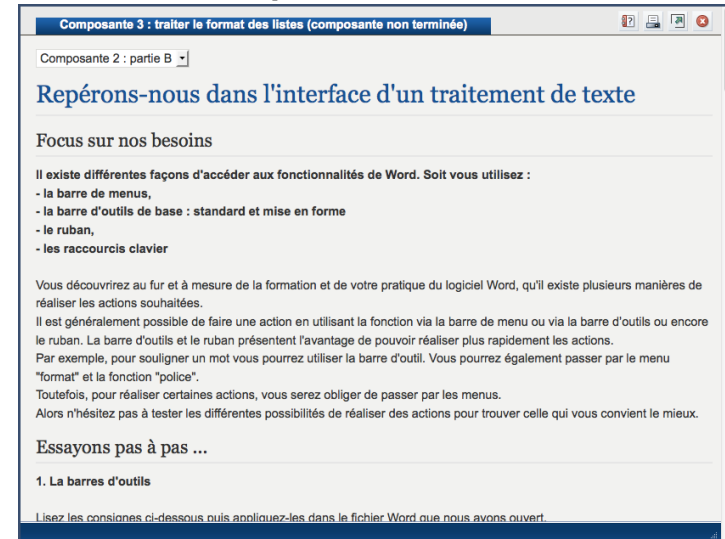 Composante 3 : traiter le format des listes (composante non terminée)
Composante 2 : partie B
Repérons-nous dans l'interface d'un traitement de texte
Focus sur nos besoins
Il existe différentes façons d'accéder aux fonctionnalités de Word. Soit vous utilisez :
- la barre de menus,
- la barre d'outils de base : standard et mise en forme
- le ruban,
- les raccourcis clavier
Vous découvrirez au fur et à mesure de la formation et de votre pratique du logiciel Word, qu'il existe plusieurs manières de
réaliser les actions souhaitées.
Il est généralement possible de faire une action en utilisant la fonction via la barre de menu ou via la barre d'outils ou encore
le ruban. La barre d'outils et le ruban présentent l'avantage de pouvoir réaliser plus rapidement les actions.
Par exemple, pour souligner un mot vous pourrez utiliser la barre d'outil. Vous pourrez également passer par le menu
"format" et la fonction "police".
Toutefois, pour réaliser certaines actions, vous serez obliger de passer par les menus.
Alors n'hésitez pas à tester les différentes possibilités de réaliser des actions pour trouver celle qui vous convient le mieux.
Essayons pas à pas ...
1. La barres d'outils
Lisez les consignes ci-dessous puis appliquez-les dans le fichier Word que nous avons ouvert.